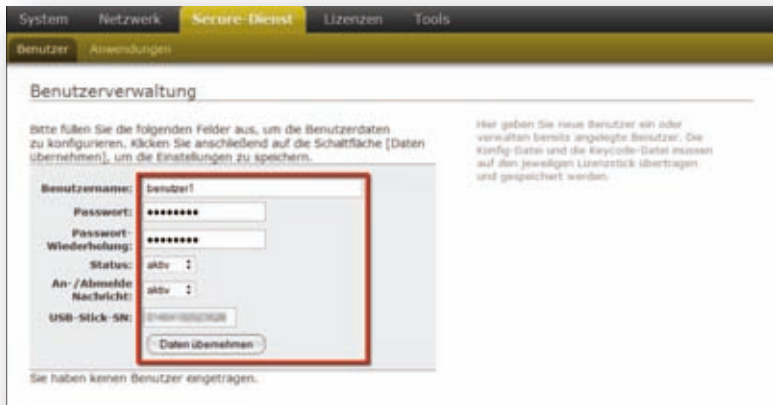 System Netzwerk Secure-Dienst Lizenzen Tools
Benutzer Anwendungen
Benutzerverwaltung
Bitte füllen Sie die folgenden Felder aus, um die Benutzerdaten
zu konfigurieren. Klicken Sie anschließend auf die Schaltfläche [Daten
übernehmen], um die Einstellungen zu speichern.
Hier geben Sie neue Benutzer ein oder
verwalten bereits angelegte Benutzer. Die
Konfig-Datei und die Keycode-Datei müssen
auf den jeweiligen Lizenzstick übertragen
und gespeichert werden.
Benutzername: benutzer1
Passwort: ••••••••
Passwort-
Wiederholung: ••••••••
Status: aktiv
An-/Abmelde
Nachricht: aktiv
USB-Stick-SN:
Daten übernehmen
Sie haben keinen Benutzer eingetragen.